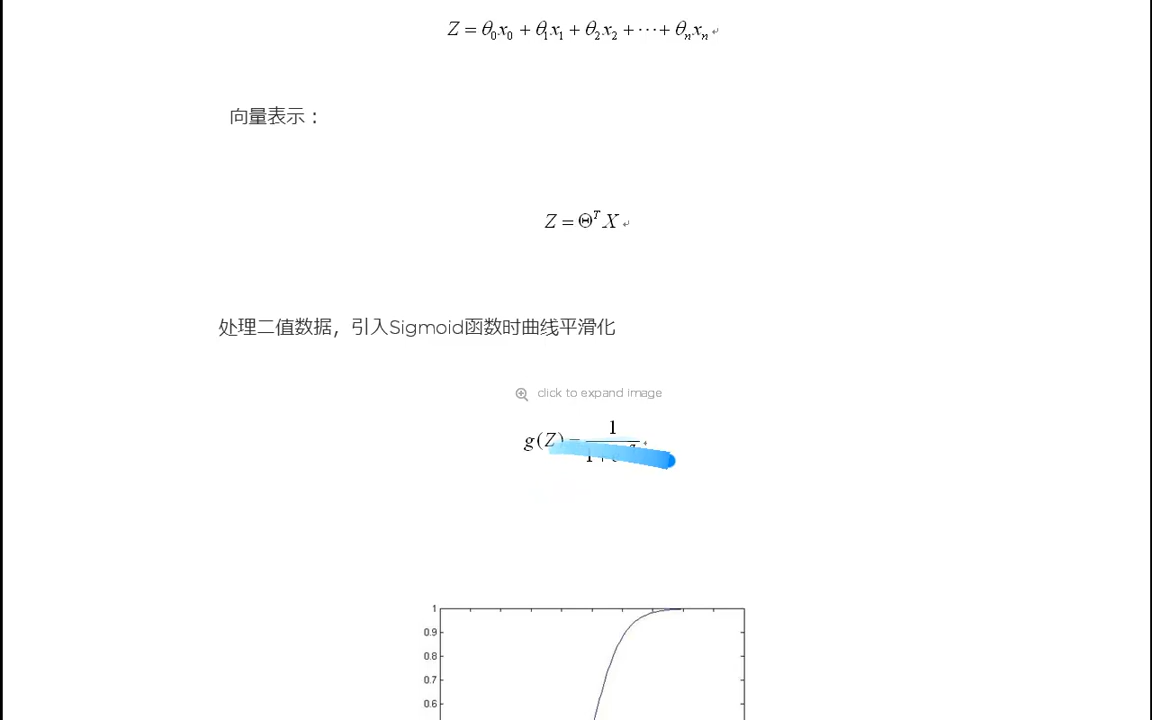 Z = θ₀x₀ + θ₁x₁ + θ₂x₂ + ⋯ + θₙxₙ
向量表示：
Z = Θᵀ X
处理二值数据，引入Sigmoid函数时曲线平滑化
click to expand image
g(Z) = 1
1
0.9
0.8
0.7
0.6